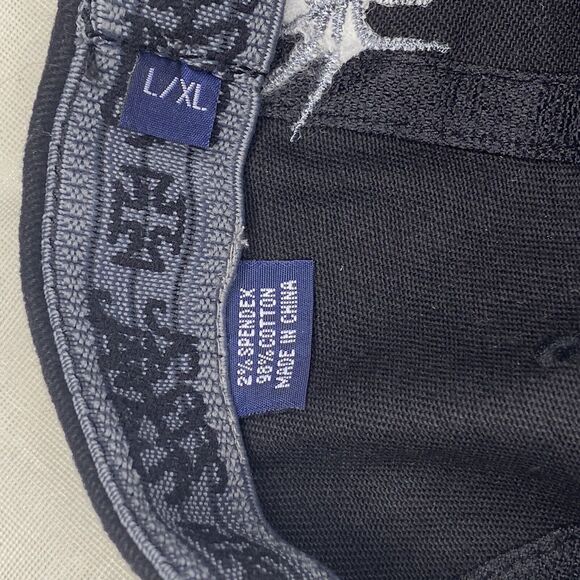 L/XL
2% SPENDEX
98% COTTON
MADE IN CHINA